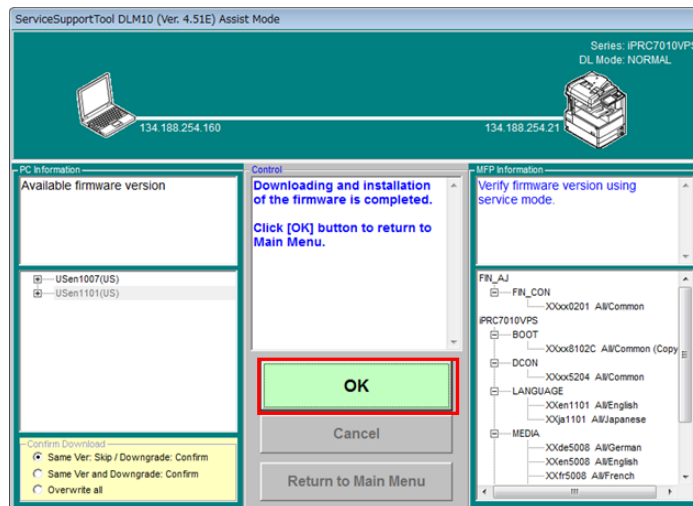 ServiceSupportTool DLM10 (Ver. 4.51E) Assist Mode
Series: iPRC7010VPS
DL Mode: NORMAL
134.188.254.160
134.188.254.21
PC Information
Available firmware version
USen1007(US)
USen1101(US)
Confirm Download
Same Ver: Skip / Downgrade: Confirm
Same Ver and Downgrade: Confirm
Overwrite all
Control
Downloading and installation
of the firmware is completed.
Click [OK] button to return to
Main Menu.
OK
Cancel
Return to Main Menu
MFP Information
Verify firmware version using
service mode.
FIN_AJ
FIN_CON
XXxx0201 All/Common
iPRC7010VPS
BOOT
XXxx8102C All/Common (Copy
DCON
XXxx5204 All/Common
LANGUAGE
XXen1101 All/English
XXja1101 All/Japanese
MEDIA
XXde5008 All/German
XXen5008 All/English
XXfr5008 All/French